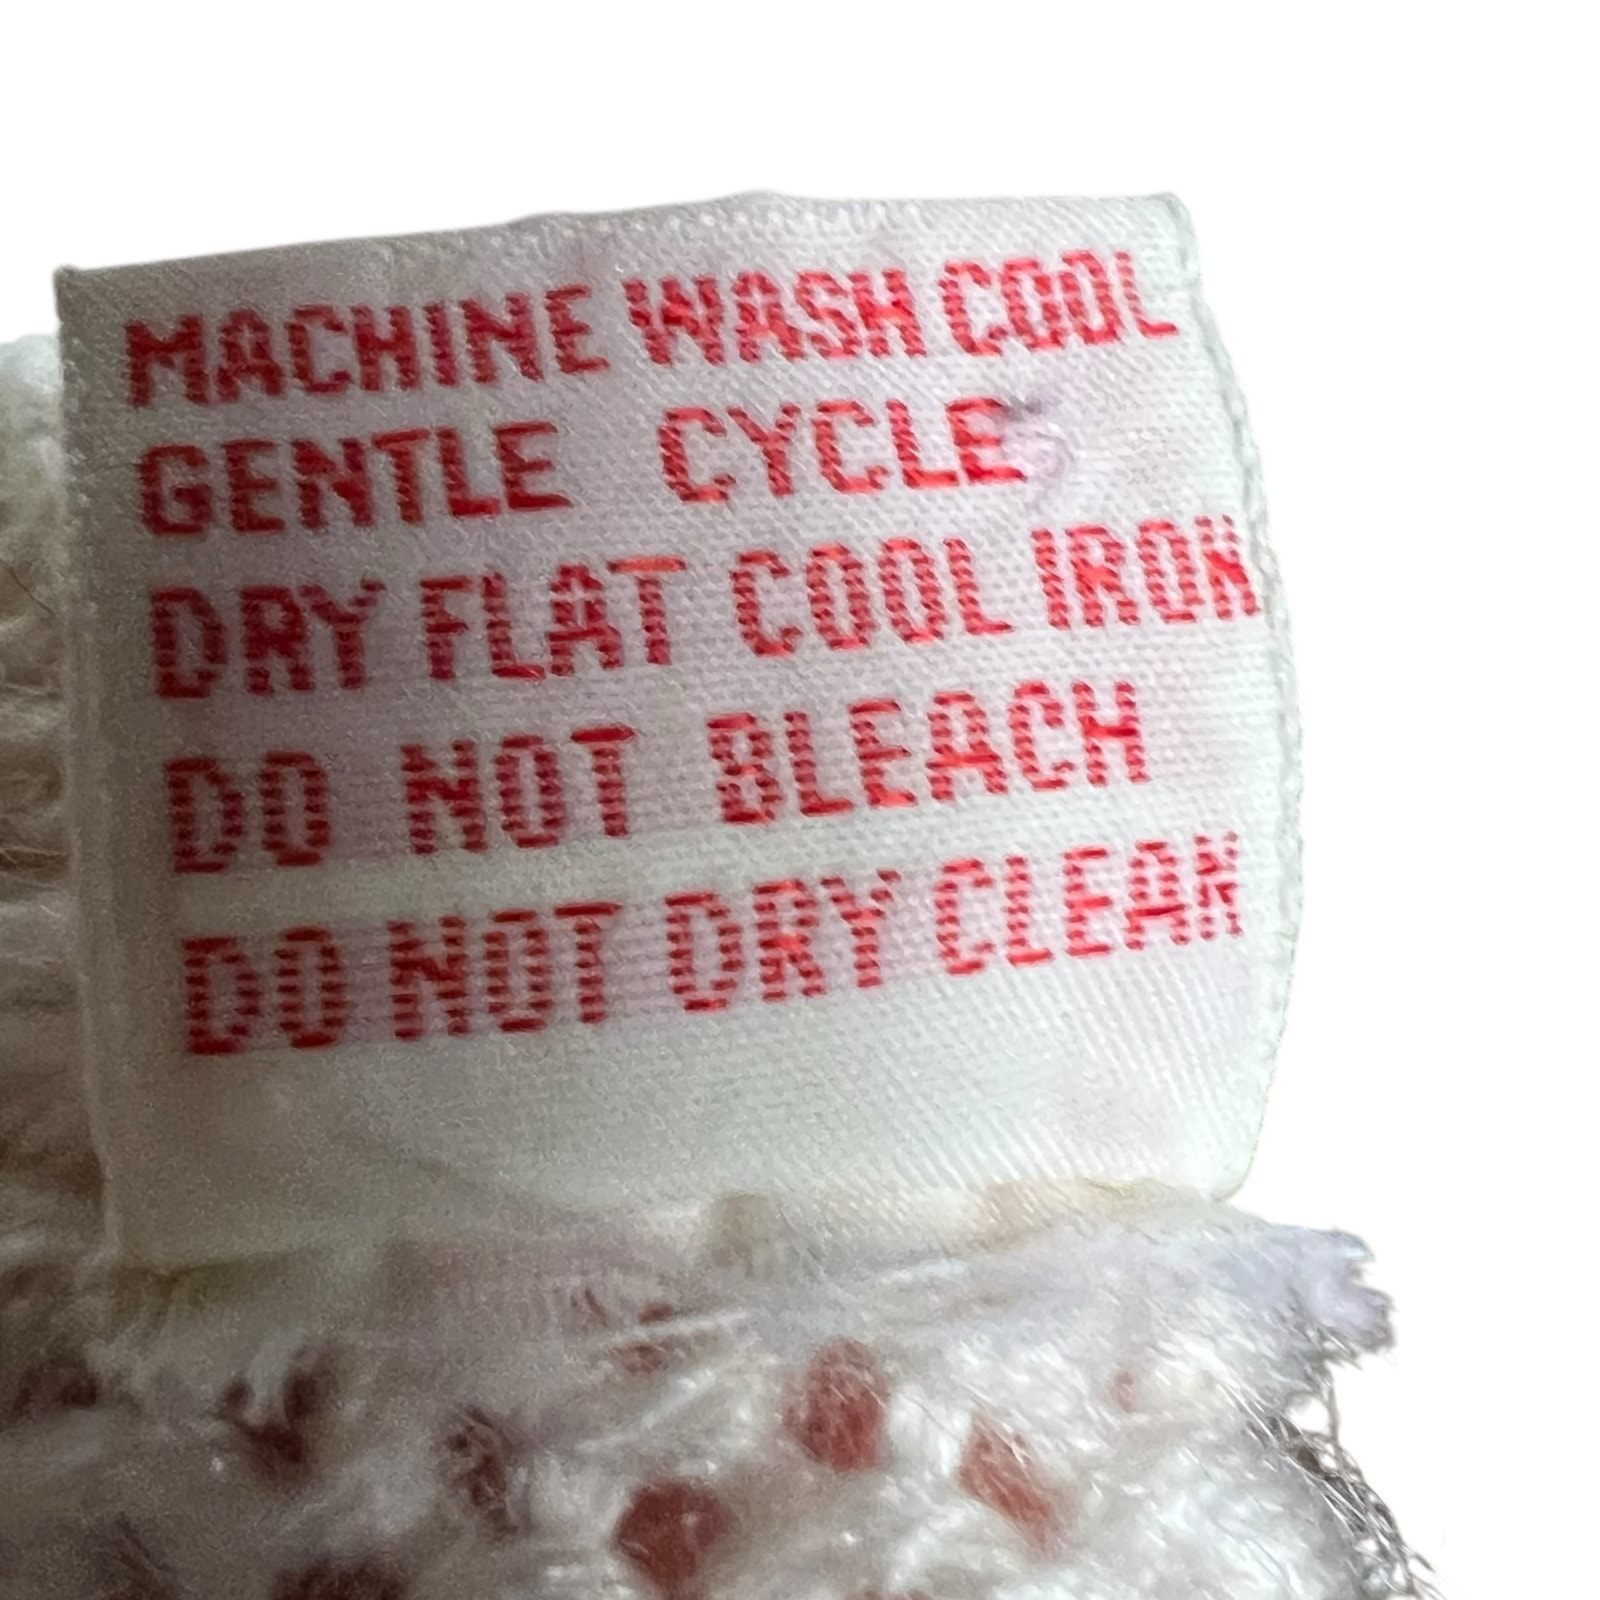 MACHINE WASH COOL
GENTLE CYCLE
DRY FLAT COOL IRON
DO NOT BLEACH
DO NOT DRY CLEAN